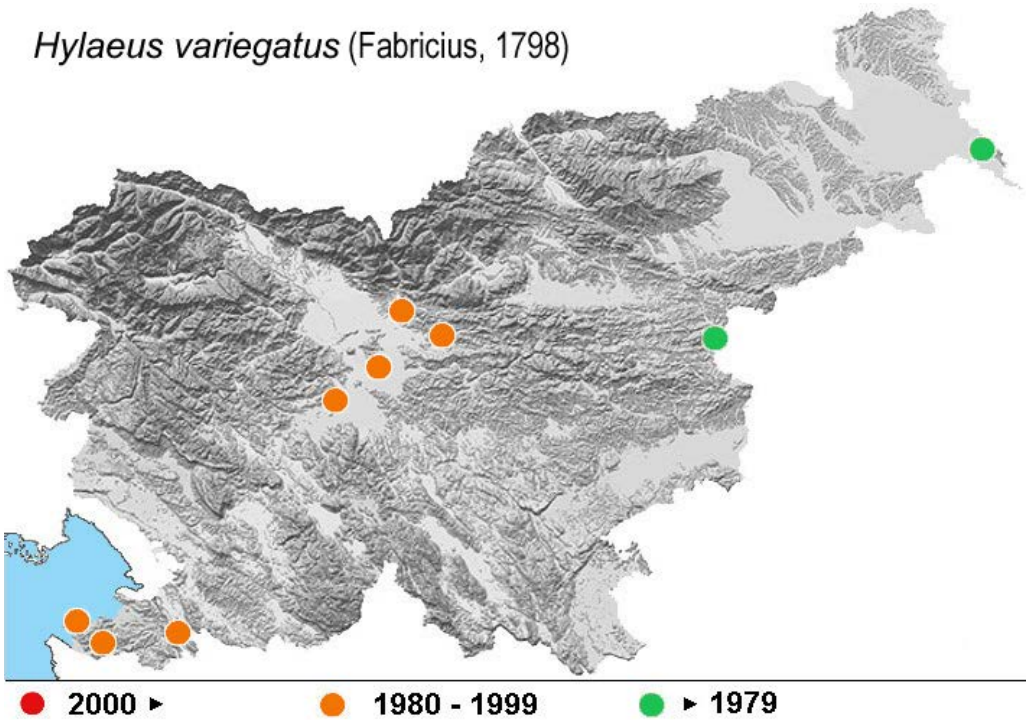 Hylaeus variegatus (Fabricius, 1798)
2000 ► 1980 - 1999 ► 1979